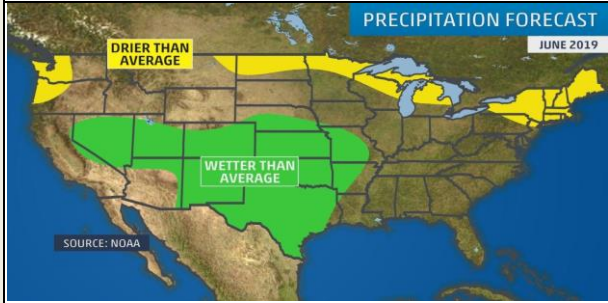 PRECIPITATION FORECAST
JUNE 2019
DRIER THAN
AVERAGE
WETTER THAN
AVERAGE
SOURCE: NOAA